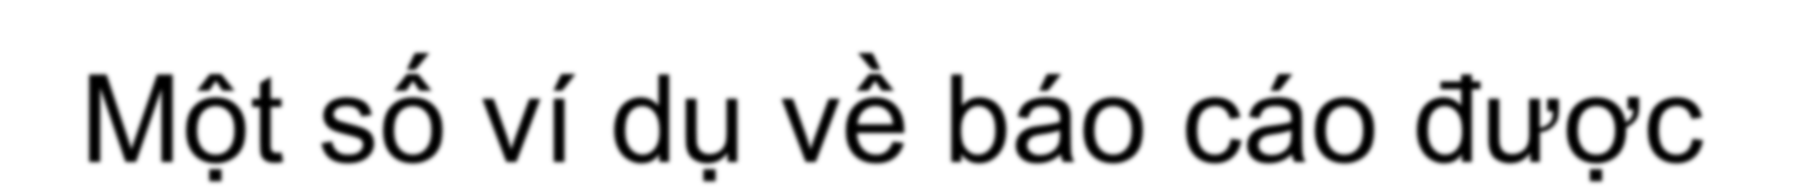 Một số ví dụ về báo cáo được